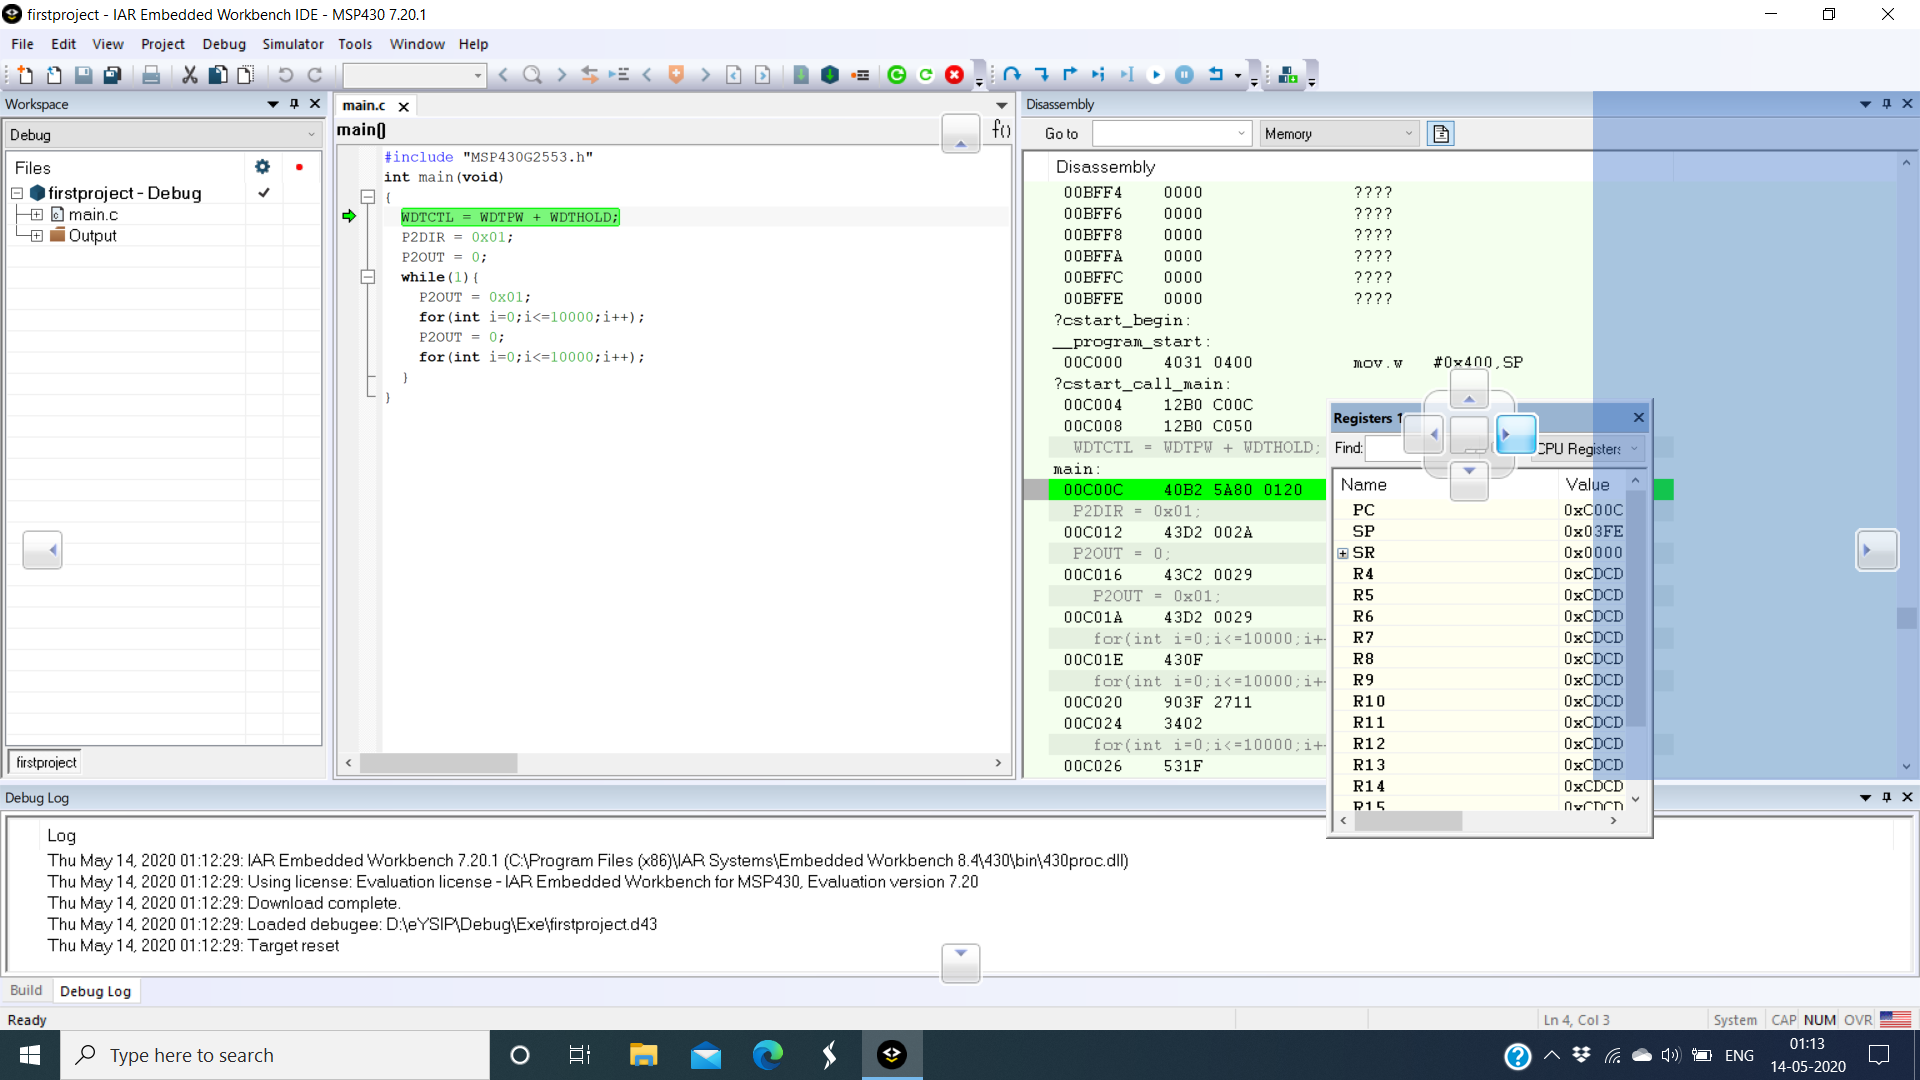 firstproject - IAR Embedded Workbench IDE - MSP430 7.20.1
File Edit View Project Debug Simulator Tools Window Help
Workspace
Debug
Files
firstproject - Debug
main.c
Output
firstproject
main.c
main()
f()
#include "MSP430G2553.h"
int main(void)
{
WDTCTL = WDTPW + WDTHOLD;
P2DIR = 0x01;
P2OUT = 0;
while(1){
P2OUT = 0x01;
for(int i=0;i<=10000;i++);
P2OUT = 0;
for(int i=0;i<=10000;i++);
}
}
Disassembly
Go to
Memory
Disassembly
00BFF4 0000 ????
00BFF6 0000 ????
00BFF8 0000 ????
00BFFA 0000 ????
00BFFC 0000 ????
00BFFE 0000 ????
?cstart_begin:
__program_start:
00C000 4031 0400 mov.w #0x400,SP
?cstart_call_main:
00C004 12B0 C00C
00C008 12B0 C050
WDTCTL = WDTPW + WDTHOLD;
main:
00C00C 40B2 5A80 0120
P2DIR = 0x01;
00C012 43D2 002A
P2OUT = 0;
00C016 43C2 0029
P2OUT = 0x01;
00C01A 43D2 0029
for(int i=0;i<=10000;i+
00C01E 430F
for(int i=0;i<=10000;i+
00C020 903F 2711
00C024 3402
for(int i=0;i<=10000;i+
00C026 531F
Registers 1
Find: CPU Registers
Name Value
PC 0xC00C
SP 0x03FE
SR 0x0000
R4 0xCDCD
R5 0xCDCD
R6 0xCDCD
R7 0xCDCD
R8 0xCDCD
R9 0xCDCD
R10 0xCDCD
R11 0xCDCD
R12 0xCDCD
R13 0xCDCD
R14 0xCDCD
R15 0xCDCD
Debug Log
Log
Thu May 14, 2020 01:12:29: IAR Embedded Workbench 7.20.1 (C:\Program Files (x86)\IAR Systems\Embedded Workbench 8.4\430\bin\430proc.dll)
Thu May 14, 2020 01:12:29: Using license: Evaluation license - IAR Embedded Workbench for MSP430, Evaluation version 7.20
Thu May 14, 2020 01:12:29: Download complete.
Thu May 14, 2020 01:12:29: Loaded debugee: D:\eYSIP\Debug\Exe\firstproject.d43
Thu May 14, 2020 01:12:29: Target reset
Build Debug Log
Ready Ln 4, Col 3 System CAP NUM OVR
Type here to search
ENG
01:13
14-05-2020